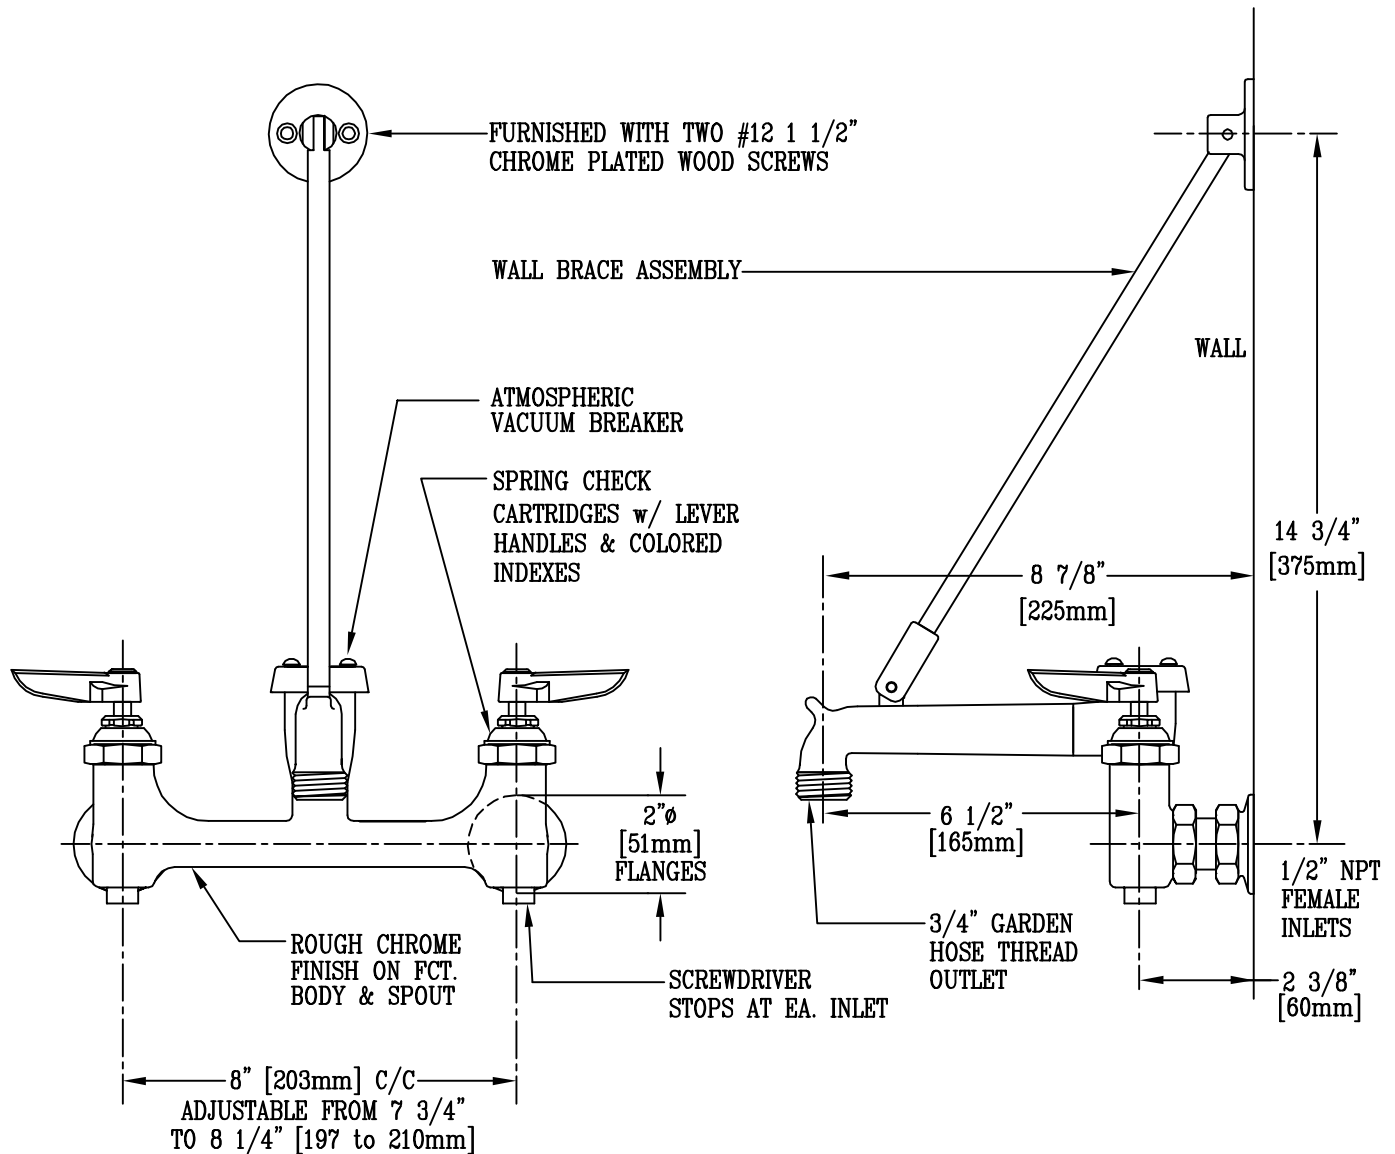 FURNISHED WITH TWO #12 1 1/2"
CHROME PLATED WOOD SCREWS
WALL BRACE ASSEMBLY
WALL
ATMOSPHERIC
VACUUM BREAKER
SPRING CHECK
CARTRIDGES w/ LEVER
HANDLES & COLORED
INDEXES
14 3/4"
[375mm]
8 7/8"
[225mm]
2"ø
[51mm]
FLANGES
6 1/2"
[165mm]
1/2" NPT
FEMALE
INLETS
3/4" GARDEN
HOSE THREAD
OUTLET
ROUGH CHROME
FINISH ON FCT.
BODY & SPOUT
SCREWDRIVER
STOPS AT EA. INLET
2 3/8"
[60mm]
8" [203mm] C/C
ADJUSTABLE FROM 7 3/4"
TO 8 1/4" [197 to 210mm]